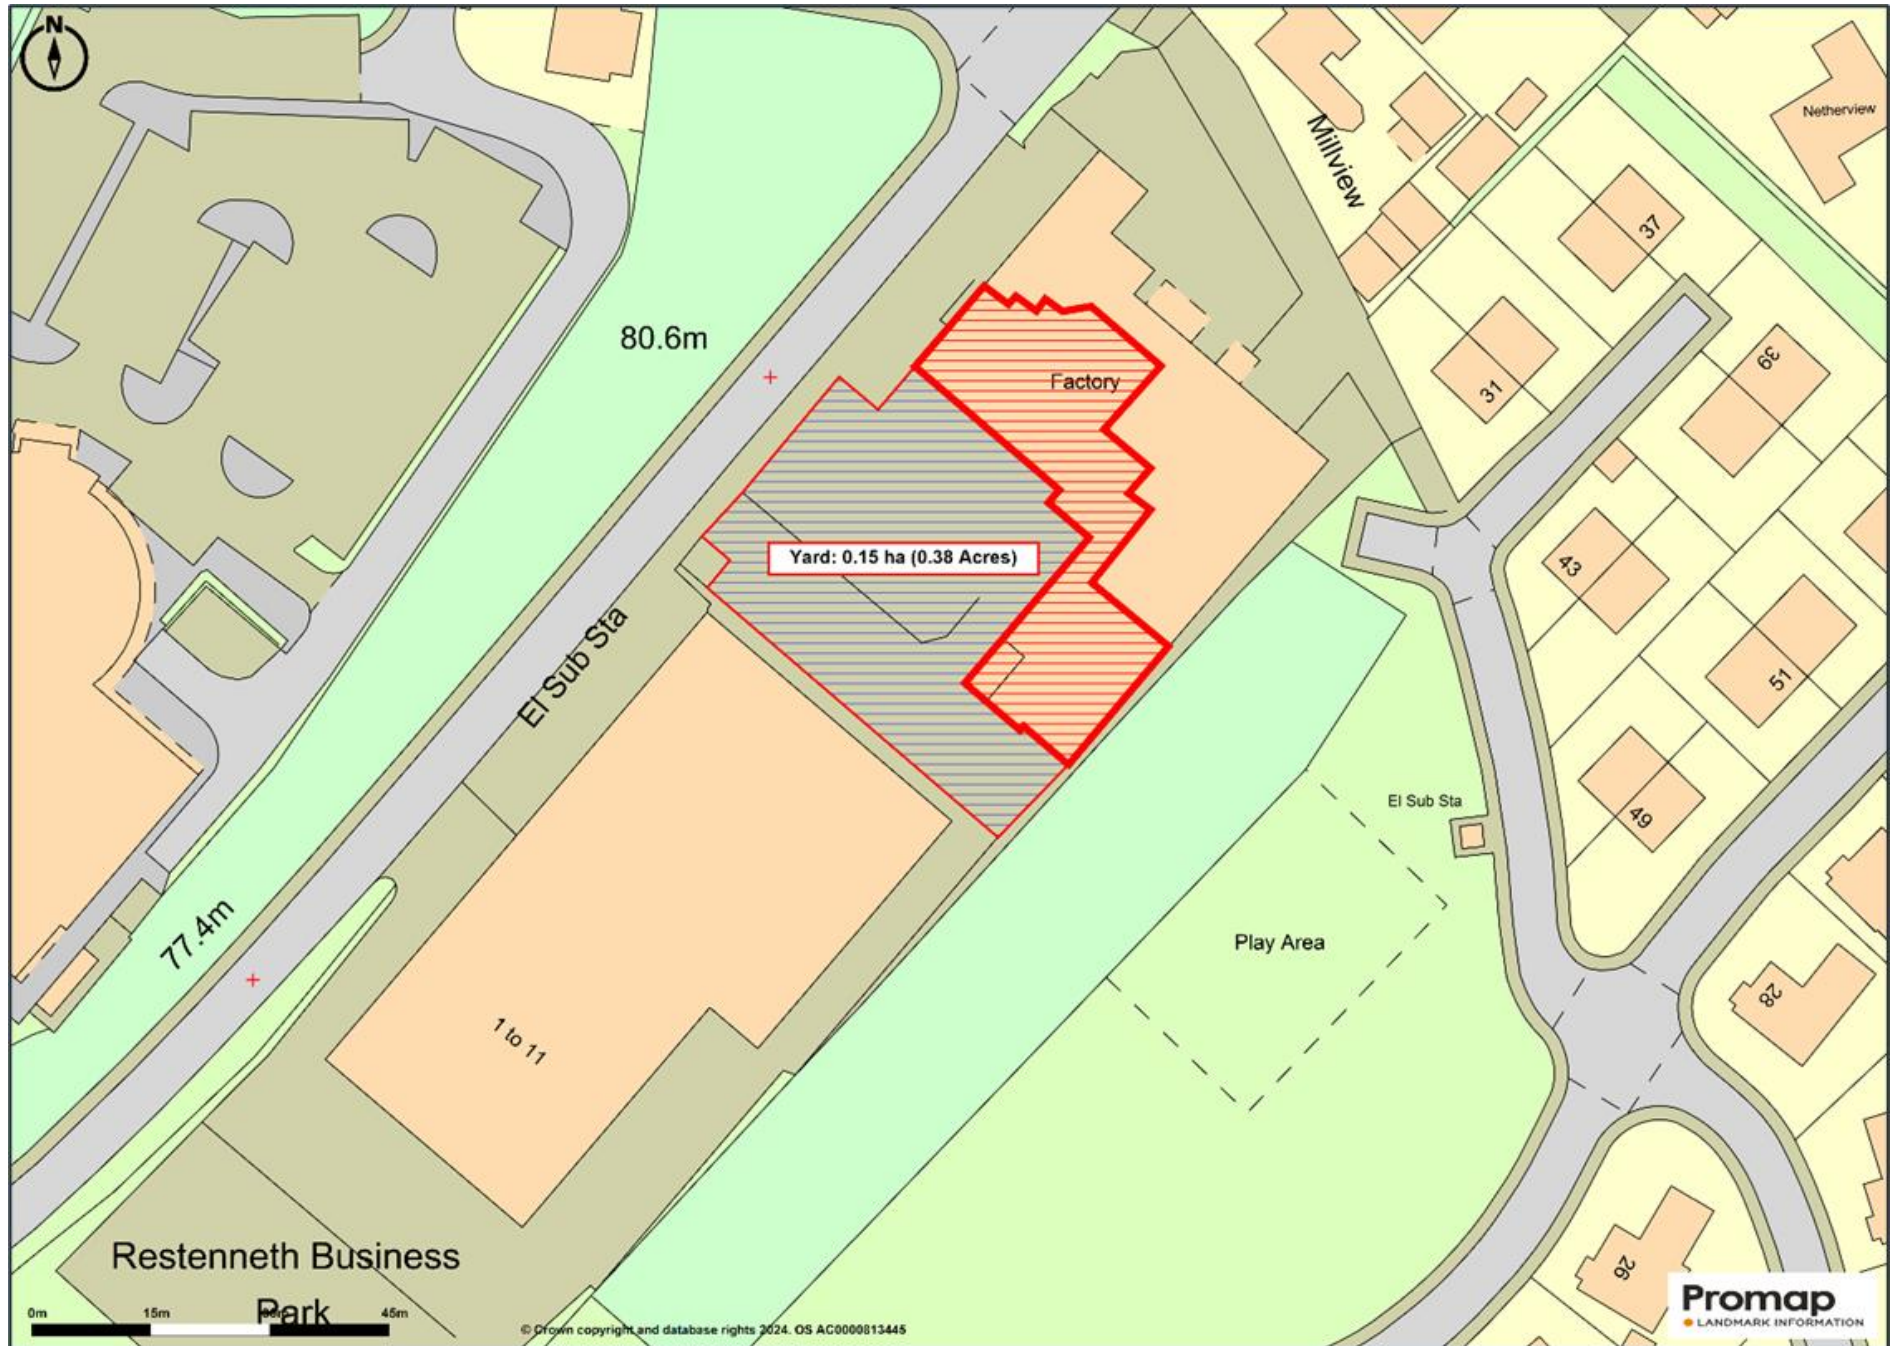 N
Netherview
Millview
37
80.6m
39
Factory
31
Yard: 0.15 ha (0.38 Acres)
43
El Sub Sta
51
El Sub Sta
49
77.4m
Play Area
28
1 to 11
Restenneth Business
Park
26
0m 15m 45m
© Crown copyright and database rights 2024. OS AC0000813445
Promap
LANDMARK INFORMATION